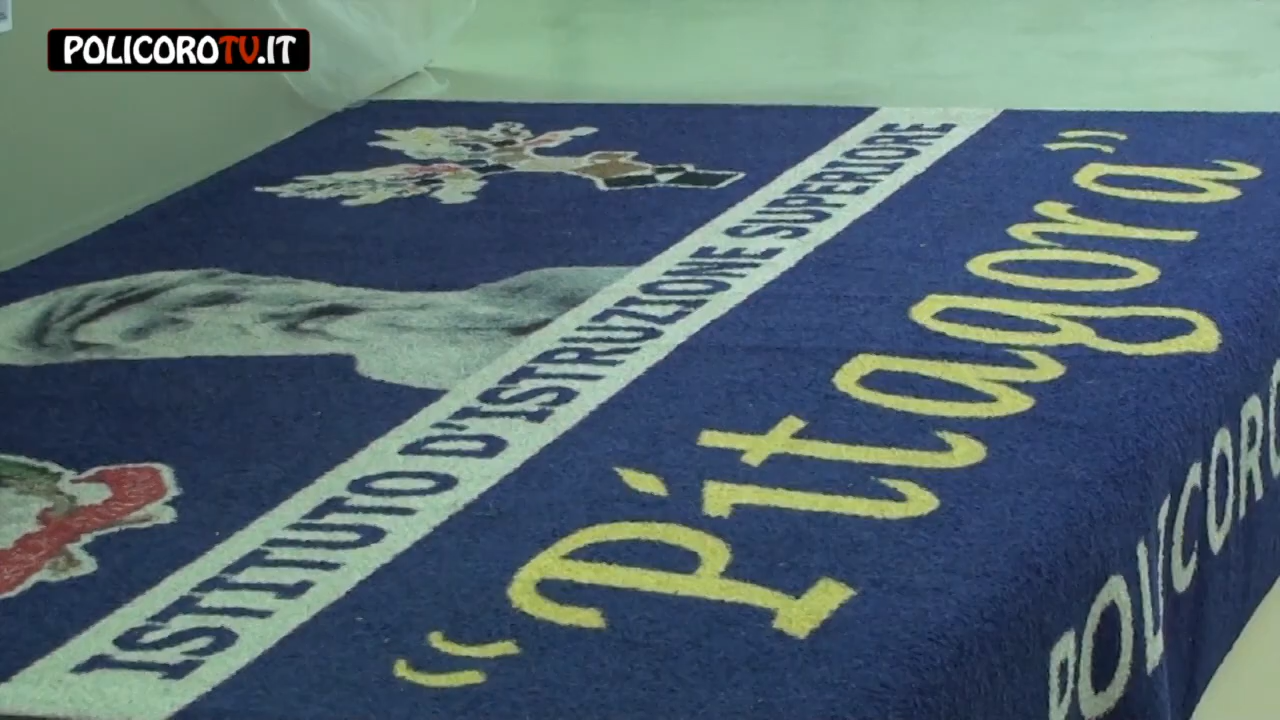 POLICOROTV.IT
ISTITUTO D'ISTRUZIONE SUPERIORE
“Pitagora”
POLICORO